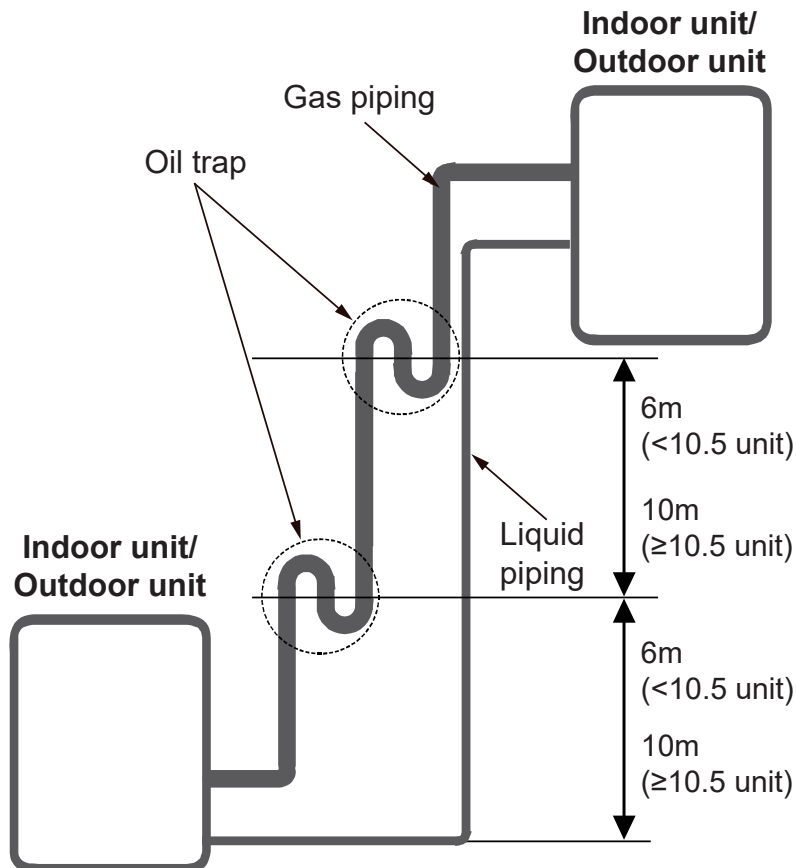 Indoor unit/
Outdoor unit
Gas piping
Oil trap
6m
(<10.5 unit)
10m
(≥10.5 unit)
Liquid
piping
Indoor unit/
Outdoor unit
6m
(<10.5 unit)
10m
(≥10.5 unit)